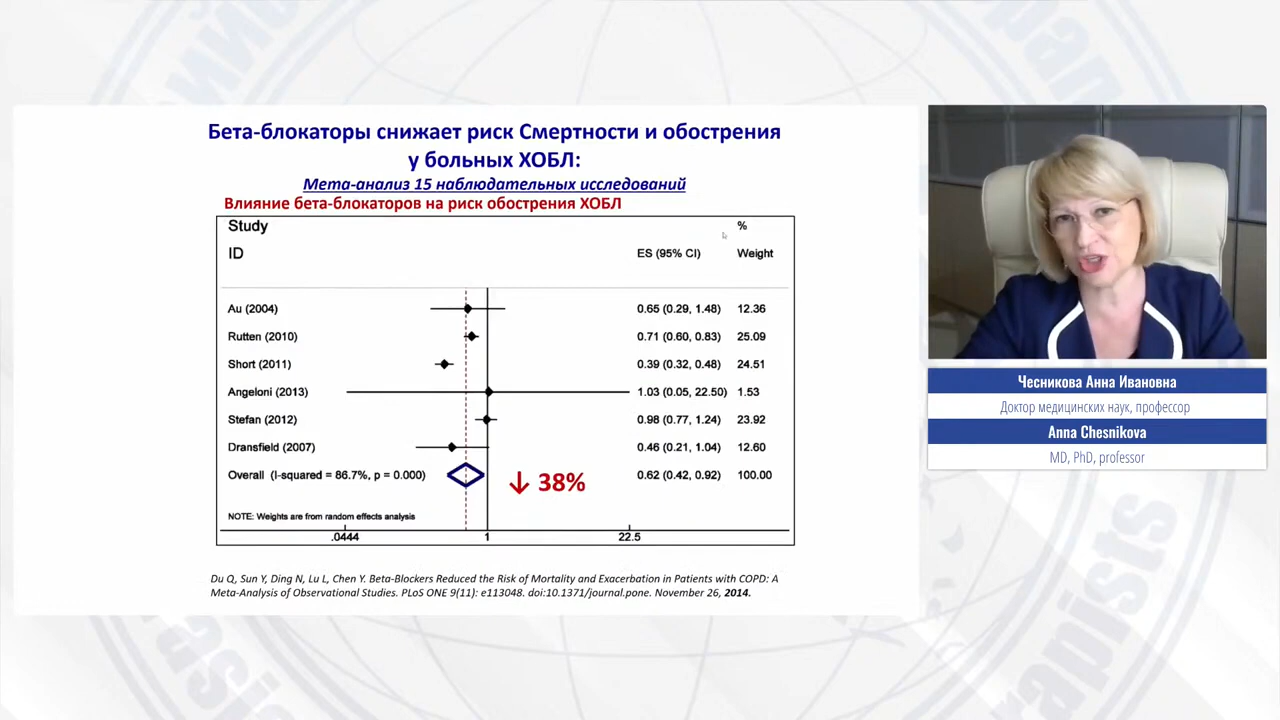 Бета-блокаторы снижает риск Смертности и обострения
у больных ХОБЛ:
Мета-анализ 15 наблюдательных исследований
Влияние бета-блокаторов на риск обострения ХОБЛ
Study %
ID ES (95% CI) Weight
Au (2004) 0.65 (0.29, 1.48) 12.36
Rutten (2010) 0.71 (0.60, 0.83) 25.09
Short (2011) 0.39 (0.32, 0.48) 24.51
Angeloni (2013) 1.03 (0.05, 22.50) 1.53
Stefan (2012) 0.98 (0.77, 1.24) 23.92
Dransfield (2007) 0.46 (0.21, 1.04) 12.60
Overall (I-squared = 86.7%, p = 0.000) 0.62 (0.42, 0.92) 100.00
↓ 38%
NOTE: Weights are from random effects analysis
.0444 1 22.5
Du Q, Sun Y, Ding N, Lu L, Chen Y. Beta-Blockers Reduced the Risk of Mortality and Exacerbation in Patients with COPD: A
Meta-Analysis of Observational Studies. PLoS ONE 9(11): e113048. doi:10.1371/journal.pone. November 26, 2014.
Чесникова Анна Ивановна
Доктор медицинских наук, профессор
Anna Chesnikova
MD, PhD, professor